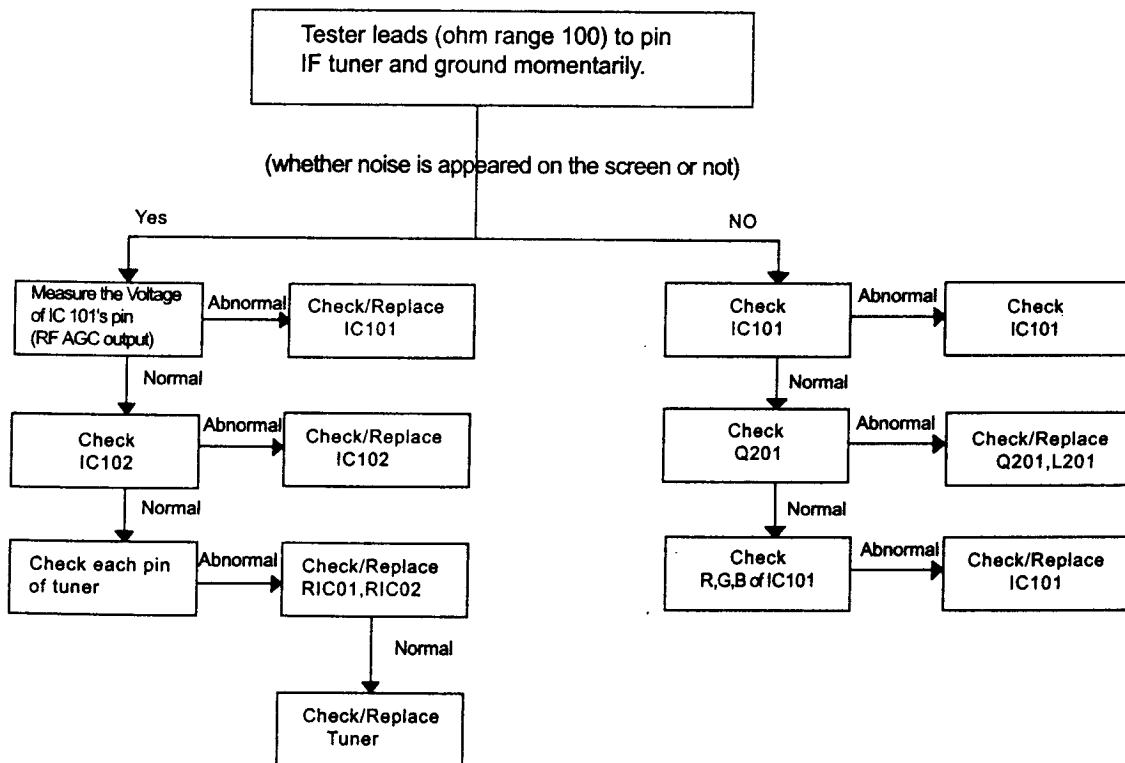 Tester leads (ohm range 100) to pin
IF tuner and ground momentarily.
(whether noise is appeared on the screen or not)
Yes
NO
Measure the Voltage
of IC 101's pin
(RF AGC output)
Abnormal
Check/Replace
IC101
Normal
Check
IC102
Abnormal
Check/Replace
IC102
Normal
Check each pin
of tuner
Abnormal
Check/Replace
RIC01,RIC02
Normal
Check/Replace
Tuner
Check
IC101
Abnormal
Check
IC101
Normal
Check
Q201
Abnormal
Check/Replace
Q201,L201
Normal
Check
R,G,B of IC101
Abnormal
Check/Replace
IC101